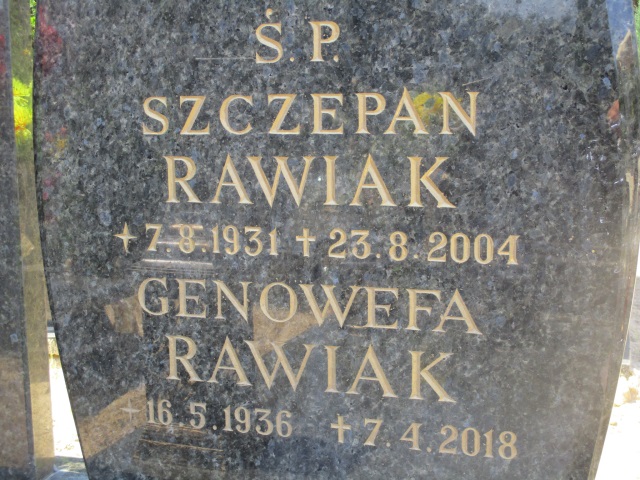 Ś.P.
SZCZEPAN
RAWIAK
+7.8.1931 +23.8.2004
GENOWEFA
RAWIAK
+16.5.1936 +7.4.2018